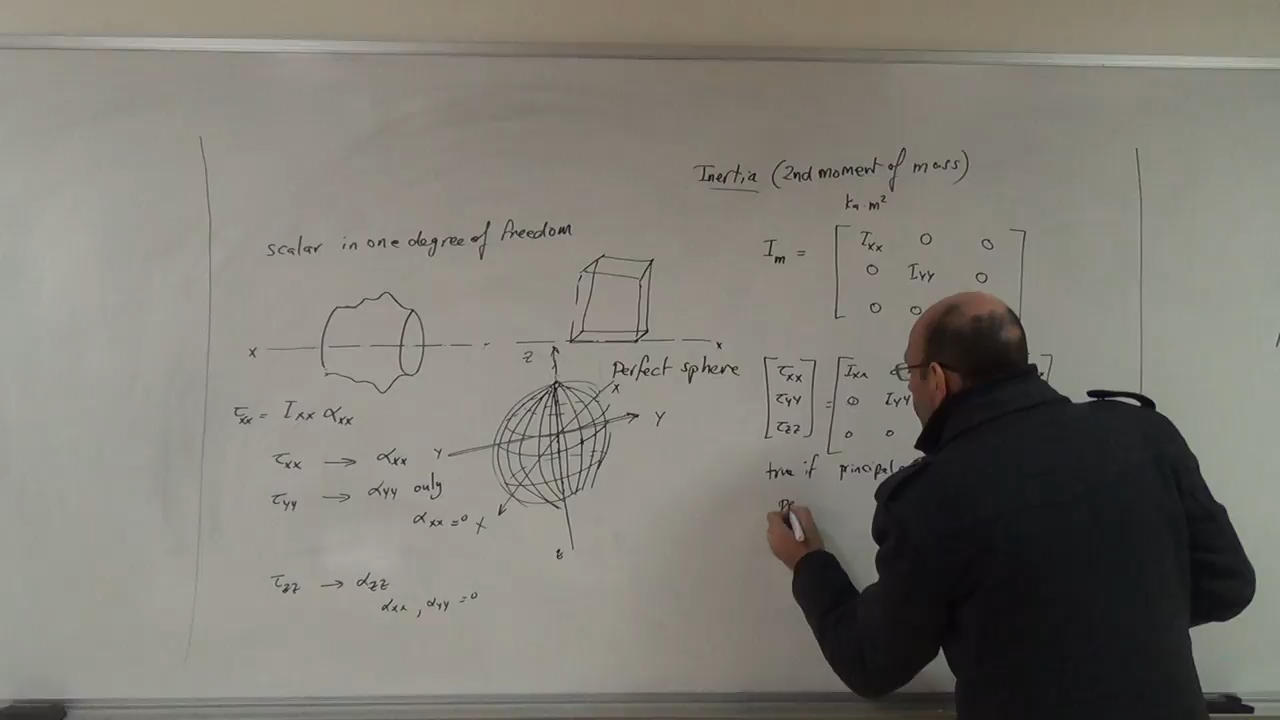 scalar in one degree of freedom
x
x
τxx = Ixx αxx
τxx → αxx
τyy → αyy only
αxx = 0
τzz → αzz
αxx , αyy = 0
Z
Perfect sphere
X
Y
Y
X
z
Inertia (2nd moment of mass)
kg·m²
Im = [ Ixx 0 0
0 Iyy 0
0 0
[ τxx
τyy
τzz ] = [ Ixx
0 Iyy
0 0
true if principal